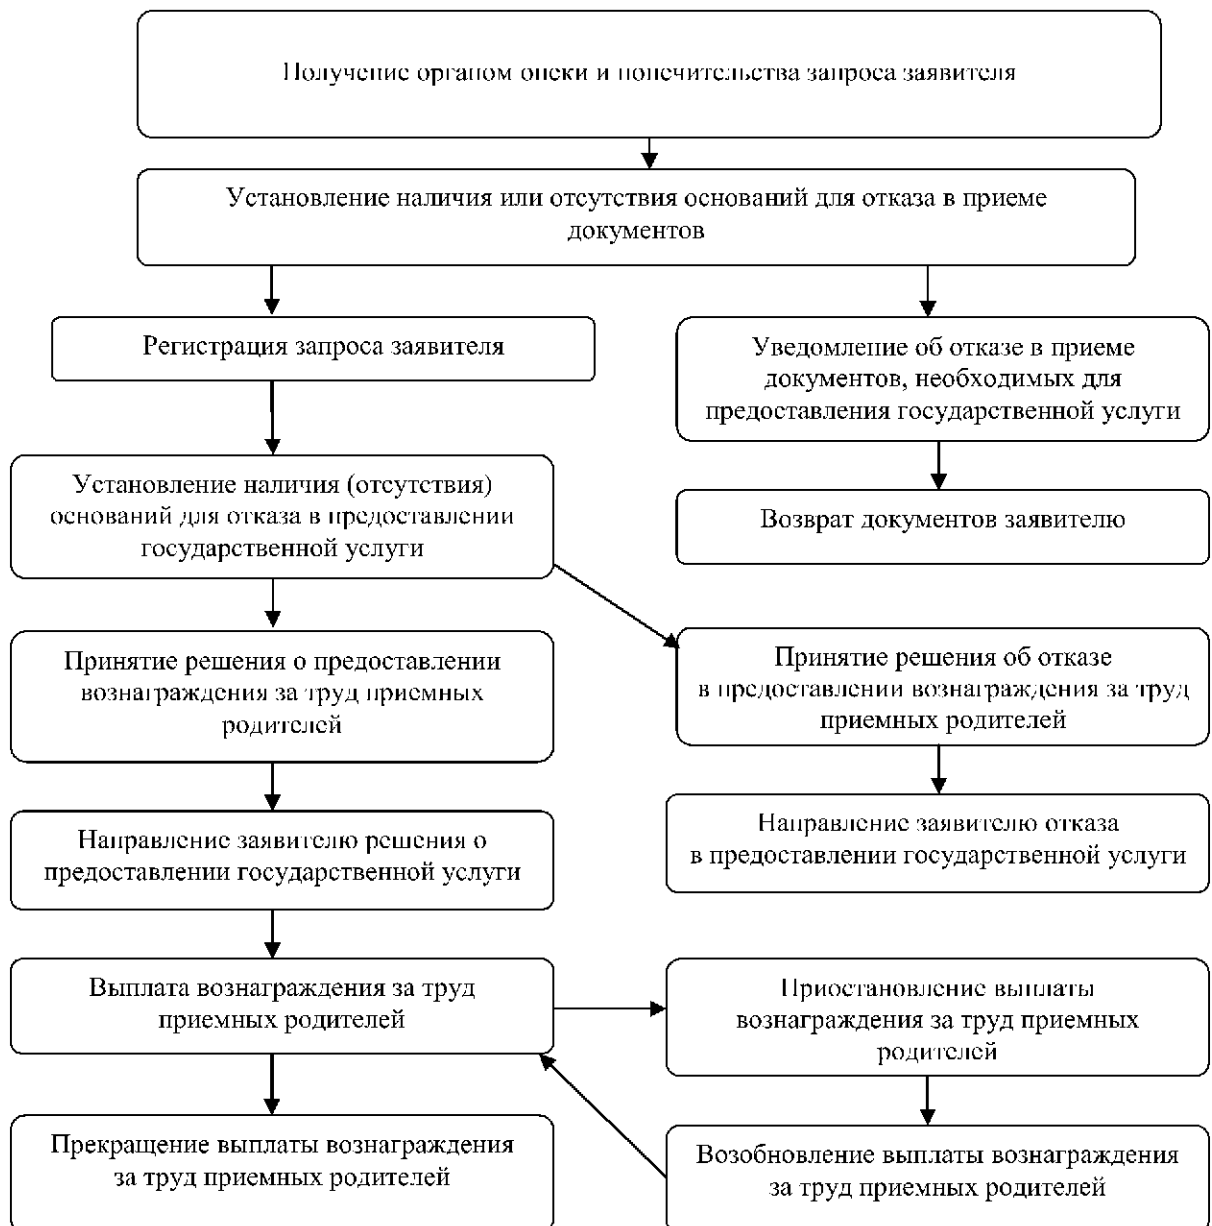 Получение органом опеки и попечительства запроса заявителя
Установление наличия или отсутствия оснований для отказа в приеме
документов
Регистрация запроса заявителя
Уведомление об отказе в приеме
документов, необходимых для
предоставления государственной услуги
Установление наличия (отсутствия)
оснований для отказа в предоставлении
государственной услуги
Возврат документов заявителю
Принятие решения о предоставлении
вознаграждения за труд приемных
родителей
Принятие решения об отказе
в предоставлении вознаграждения за труд
приемных родителей
Направление заявителю решения о
предоставлении государственной услуги
Направление заявителю отказа
в предоставлении государственной услуги
Выплата вознаграждения за труд
приемных родителей
Приостановление выплаты
вознаграждения за труд приемных
родителей
Прекращение выплаты вознаграждения
за труд приемных родителей
Возобновление выплаты вознаграждения
за труд приемных родителей